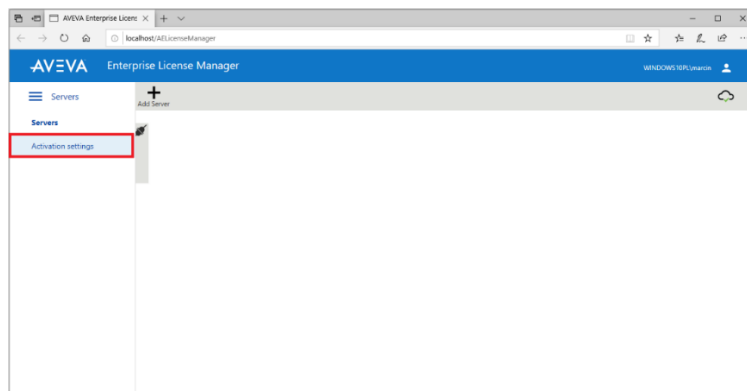 AVEVA Enterprise Licens
localhost/AELicenseManager
AVEVA Enterprise License Manager
WINDOWS10PL\marcin
Servers
Add Server
Servers
Activation settings